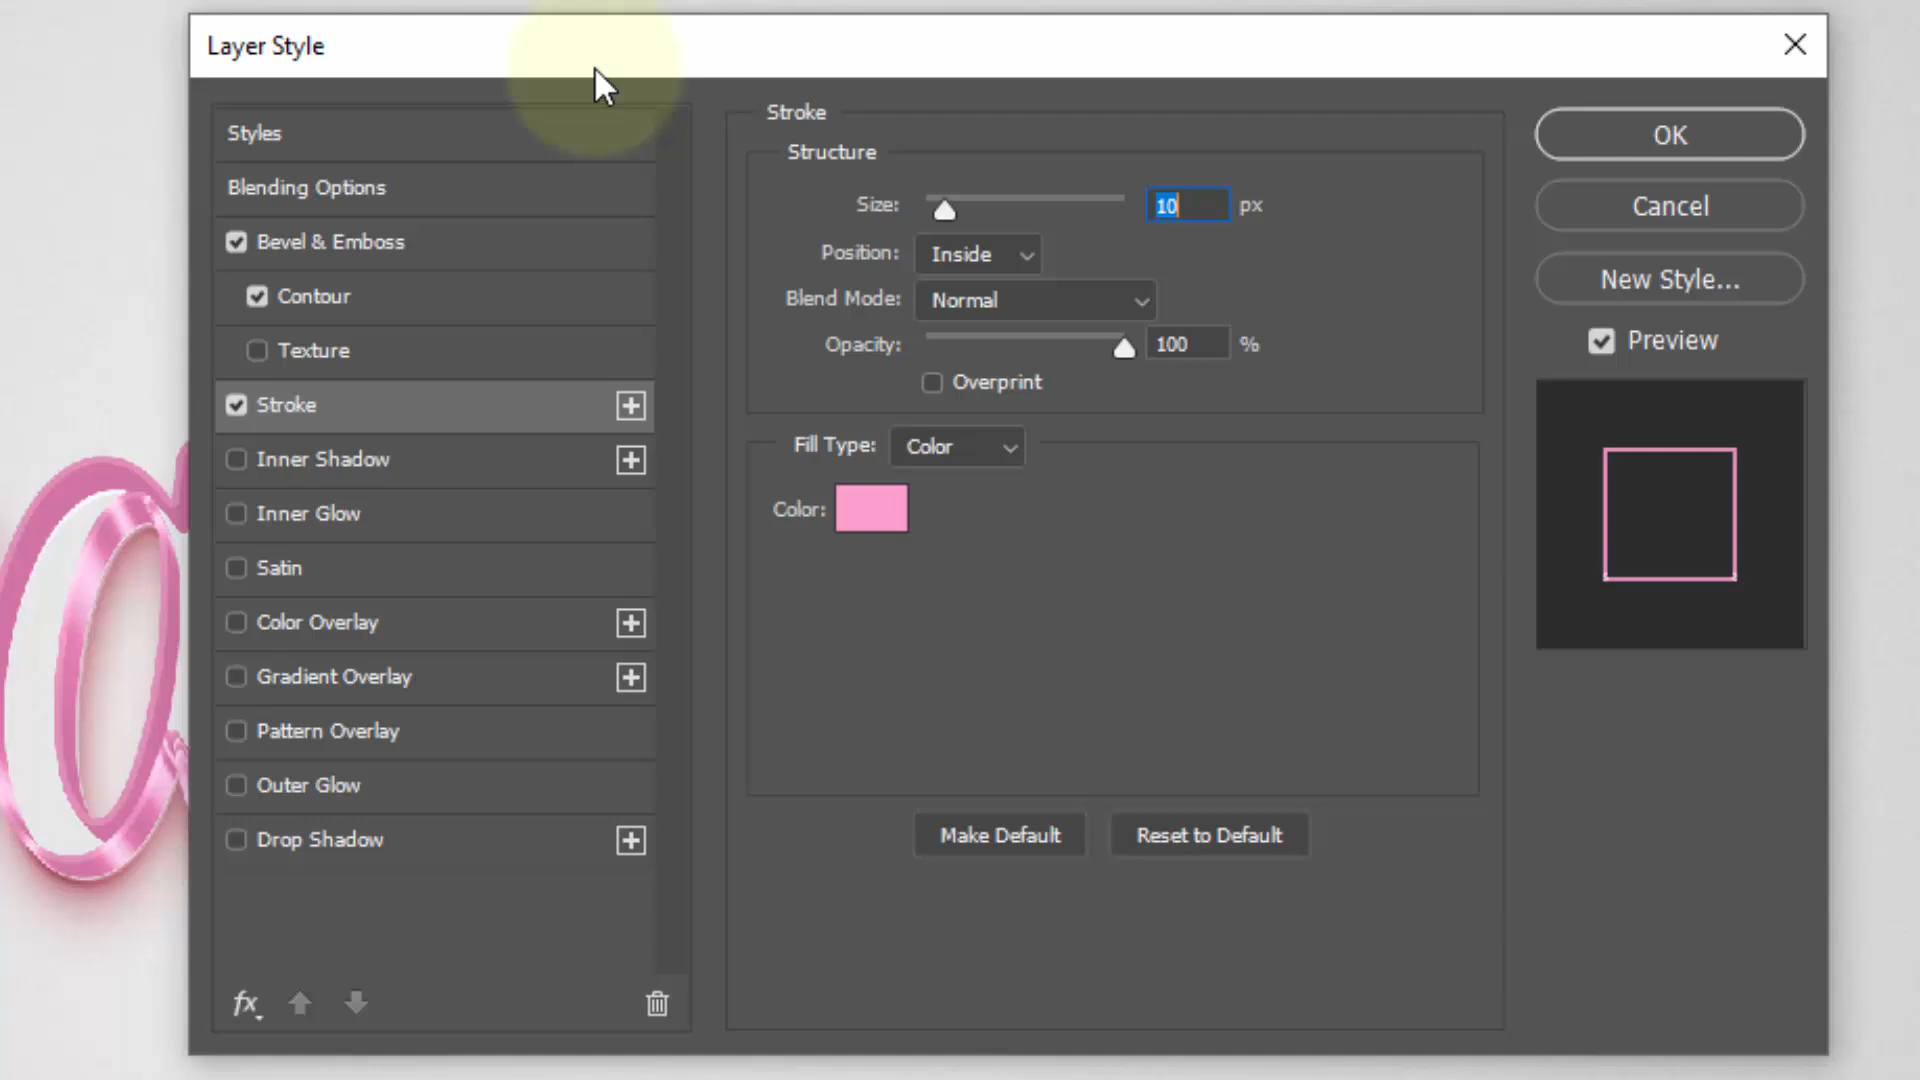 Layer Style
Styles
Blending Options
Bevel & Emboss
Contour
Texture
Stroke
Inner Shadow
Inner Glow
Satin
Color Overlay
Gradient Overlay
Pattern Overlay
Outer Glow
Drop Shadow
fx
Stroke
Structure
Size: 10 px
Position: Inside
Blend Mode: Normal
Opacity: 100 %
Overprint
Fill Type: Color
Color:
Make Default Reset to Default
OK
Cancel
New Style...
Preview